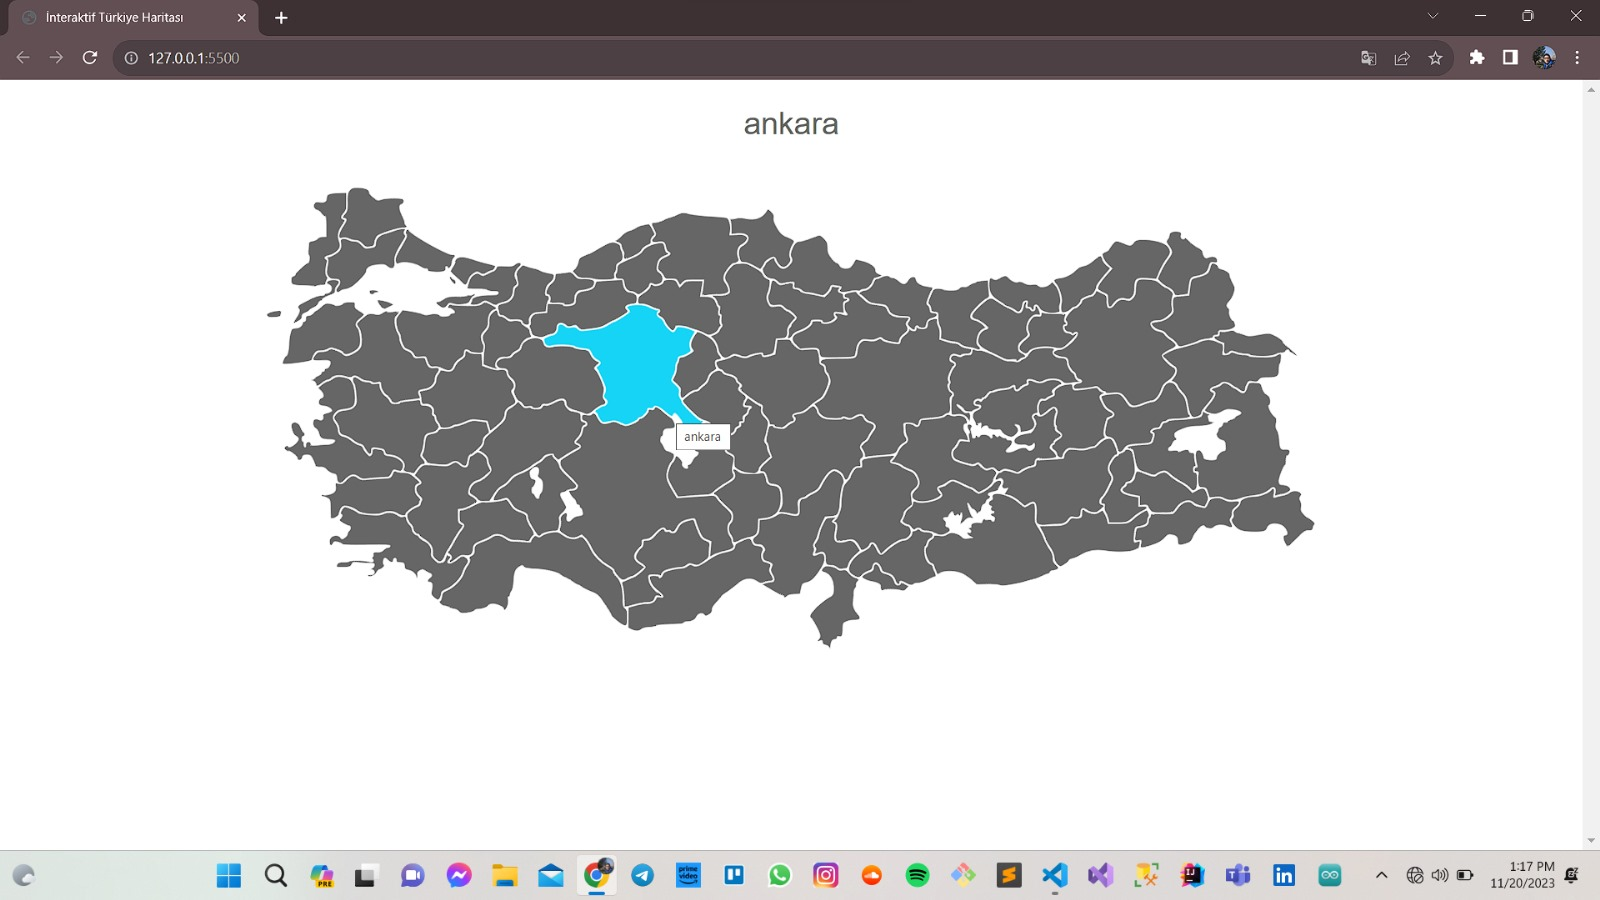 İnteraktif Türkiye Haritası
127.0.0.1:5500
ankara
ankara
PRE
prime video
1:17 PM
11/20/2023